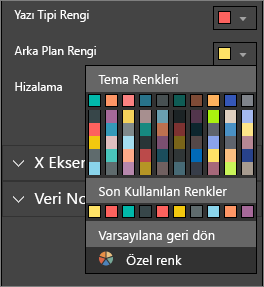 Yazı Tipi Rengi
Arka Plan Rengi
Hizalama
Tema Renkleri
X Eksen
Son Kullanılan Renkler
Veri No
Varsayılana geri dön
Özel renk